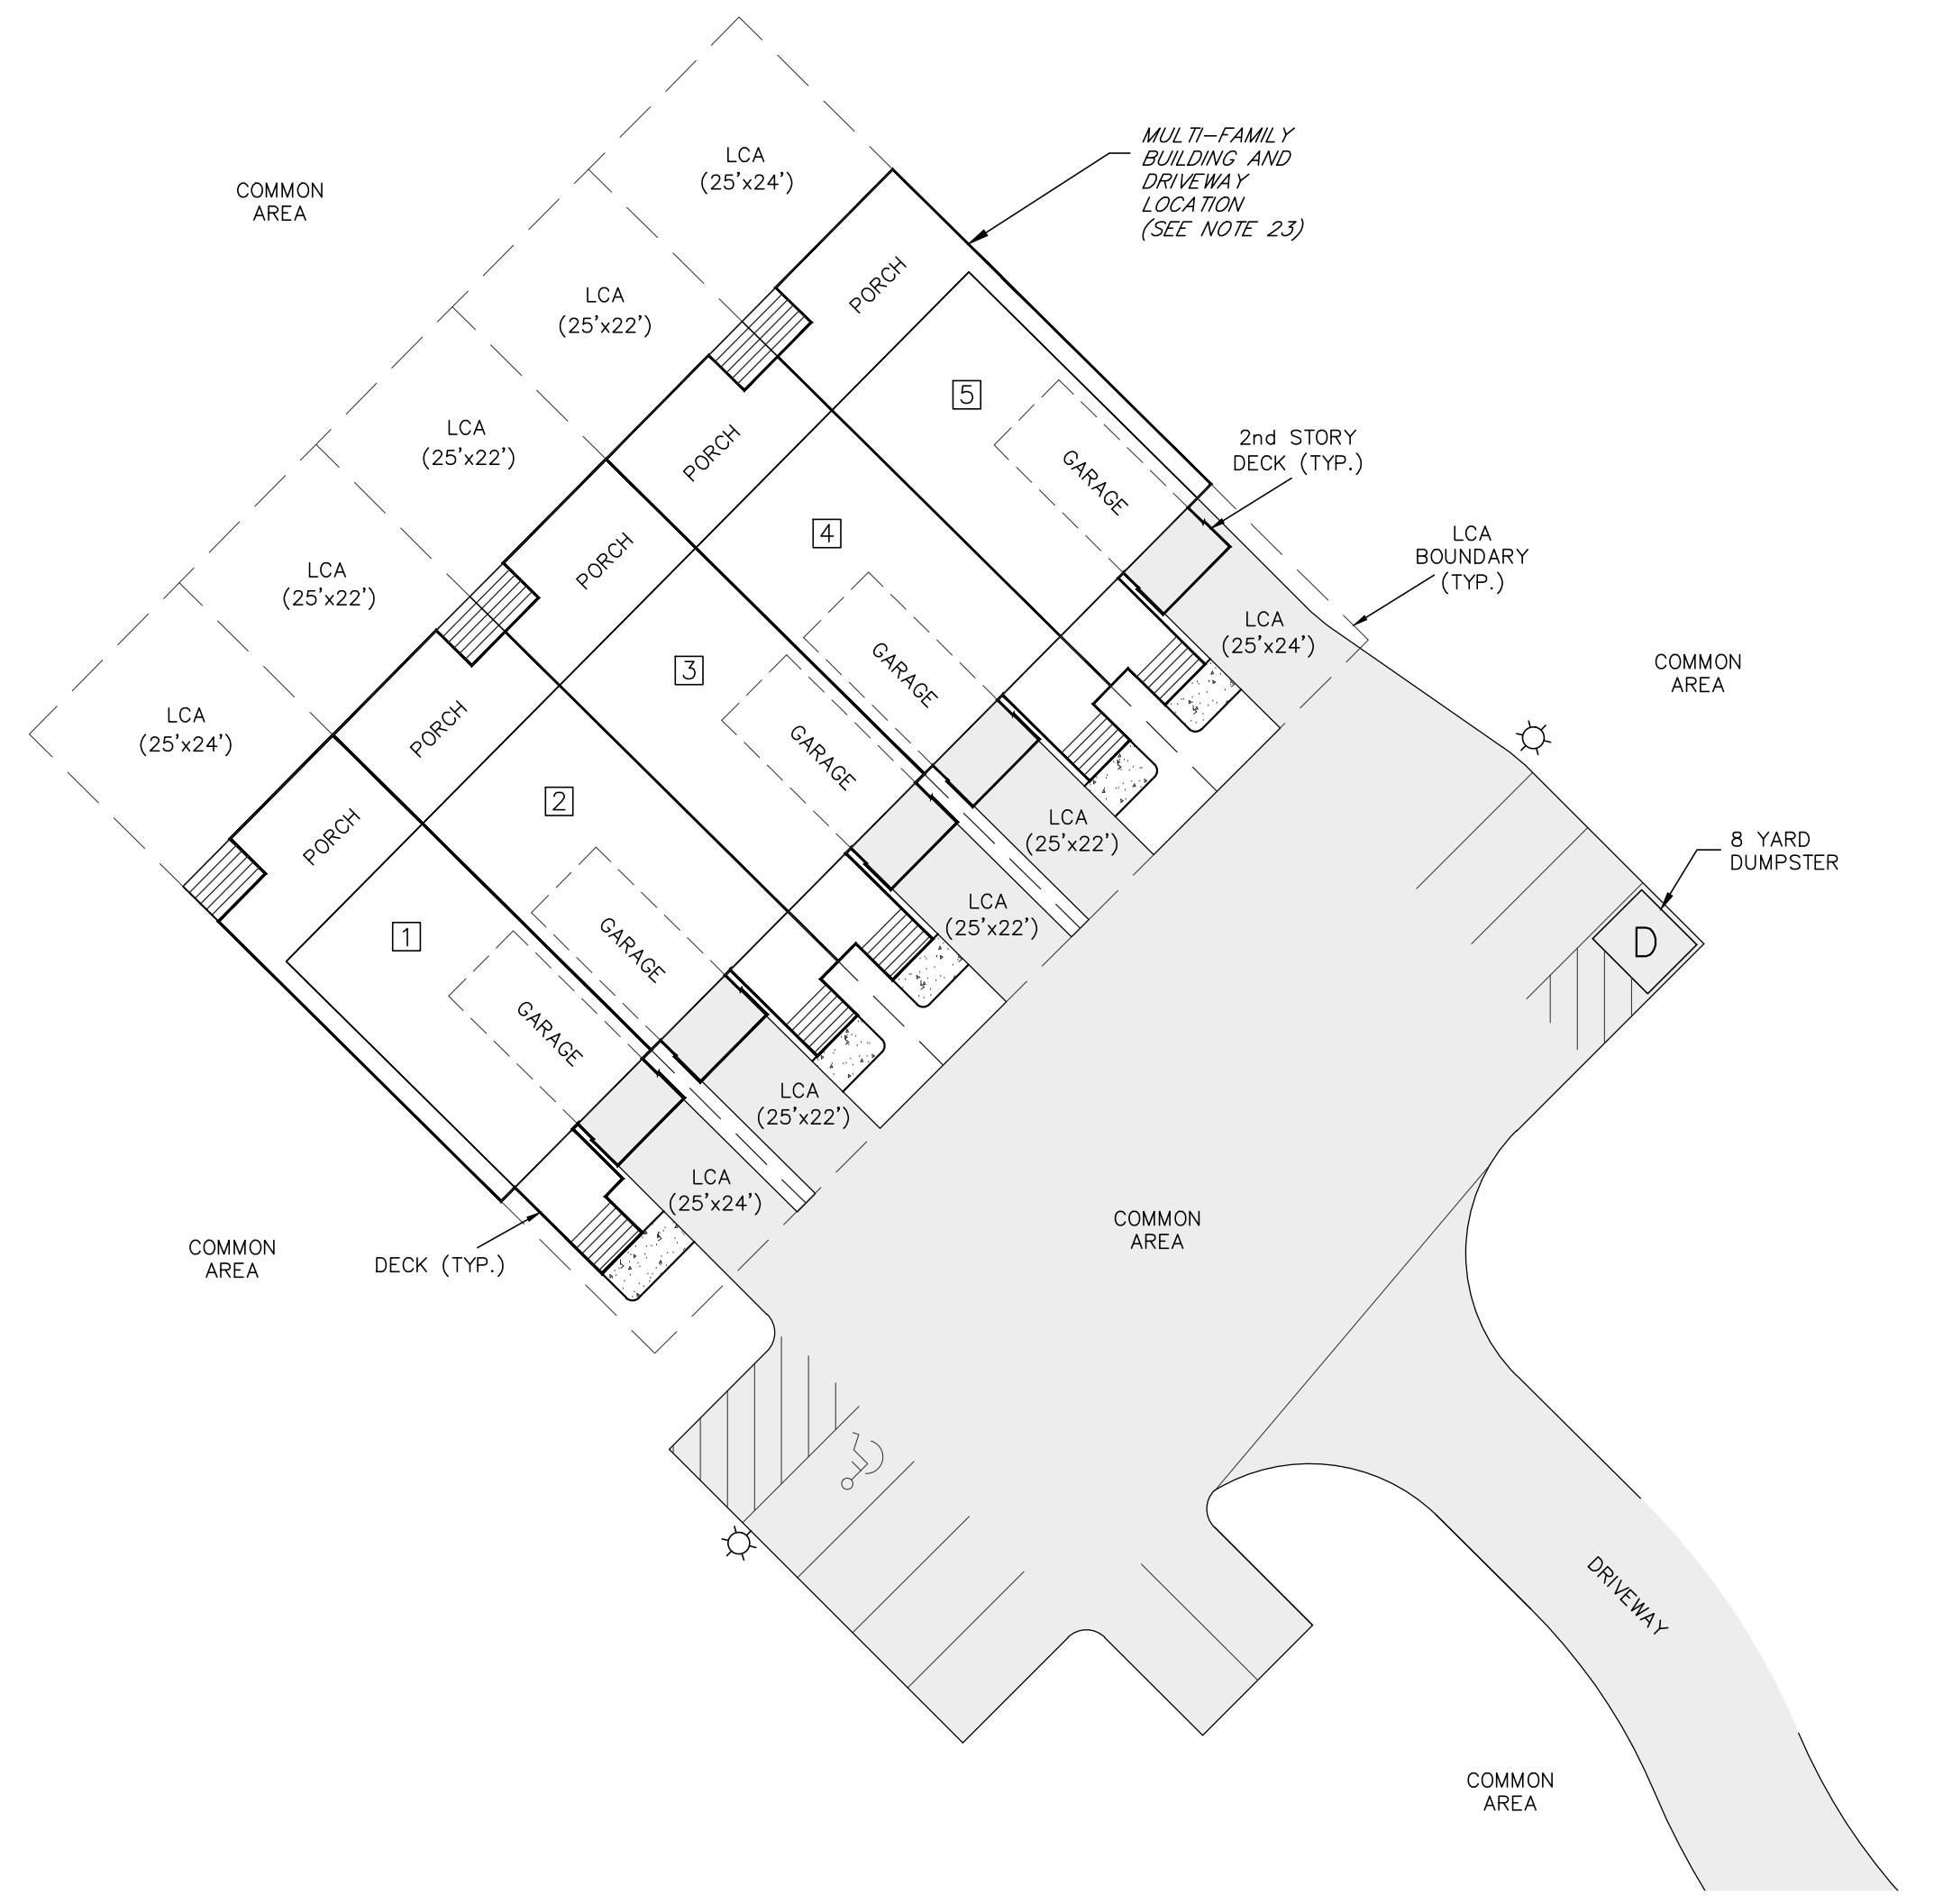 LCA
(25'x24')
MULTI-FAMILY
BUILDING AND
DRIVEWAY
LOCATION
(SEE NOTE 23)
COMMON
AREA
PORCH
LCA
(25'x22')
5
PORCH
2nd STORY
DECK (TYP.)
LCA
(25'x22')
GARAGE
4
LCA
BOUNDARY
(TYP.)
PORCH
LCA
(25'x22')
LCA
(25'x24')
3
GARAGE
COMMON
AREA
LCA
(25'x24')
PORCH
GARAGE
2
LCA
(25'x22')
8 YARD
DUMPSTER
PORCH
LCA
(25'x22')
D
1
GARAGE
GARAGE
LCA
(25'x22')
LCA
(25'x24')
COMMON
AREA
COMMON
AREA
DECK (TYP.)
DRIVEWAY
COMMON
AREA